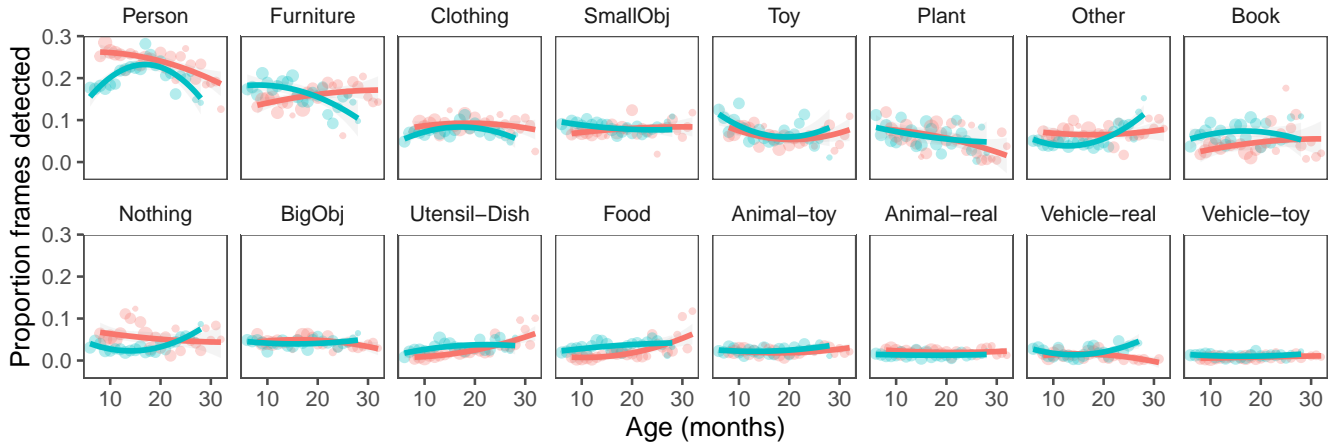 Person Furniture Clothing SmallObj Toy Plant Other Book
0.3
0.2
0.1
0.0
Nothing BigObj Utensil−Dish Food Animal−toy Animal−real Vehicle−real Vehicle−toy
0.3
0.2
0.1
0.0
10 20 30 10 20 30 10 20 30 10 20 30 10 20 30 10 20 30 10 20 30 10 20 30
Age (months)
Proportion frames detected